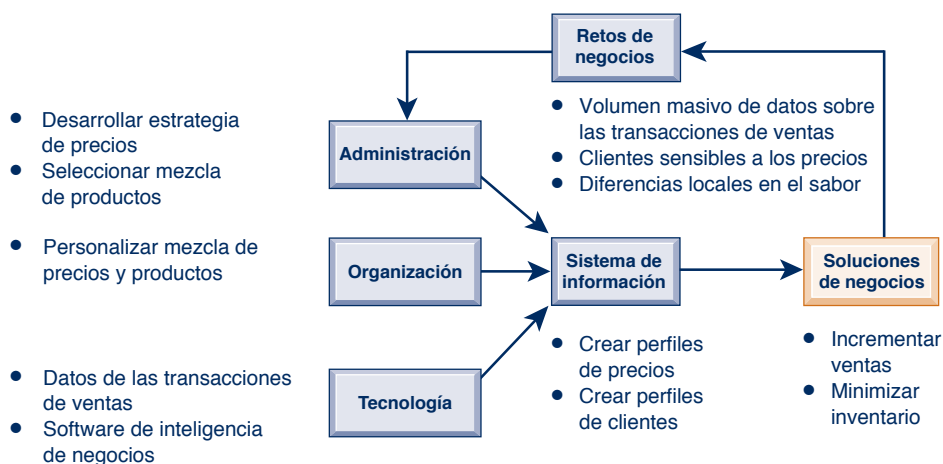 Retos de
negocios
● Volumen masivo de datos sobre
las transacciones de ventas
● Clientes sensibles a los precios
● Diferencias locales en el sabor
● Desarrollar estrategia
de precios
● Seleccionar mezcla
de productos
Administración
● Personalizar mezcla de
precios y productos
Organización
Sistema de
información
Soluciones
de negocios
● Datos de las transacciones
de ventas
● Software de inteligencia
de negocios
Tecnología
● Crear perfiles
de precios
● Crear perfiles
de clientes
● Incrementar
ventas
● Minimizar
inventario